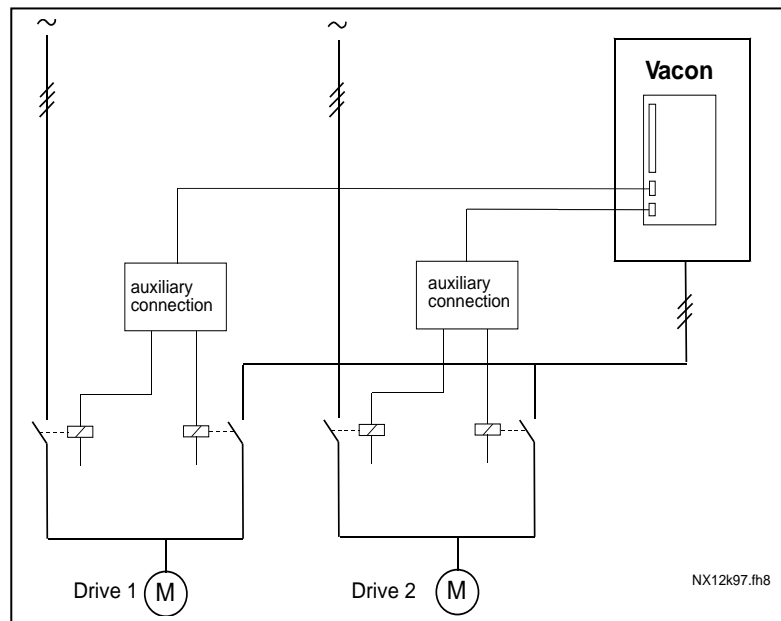 ~
~
Vacon
auxiliary
connection
auxiliary
connection
Drive 1
M
Drive 2
M
NX12k97.fh8